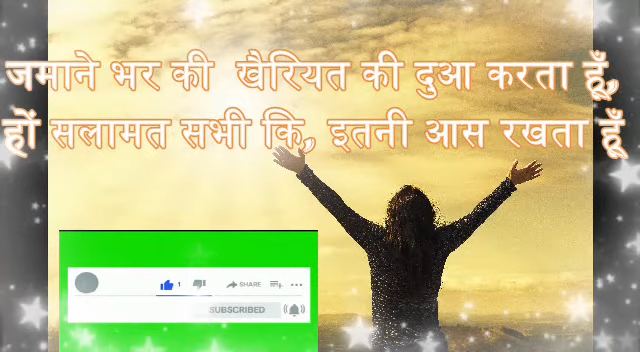 जमाने भर की खैरियत की दुआ करता हूँ
हों सलामत सभी कि, इतनी आस रखता हूँ
1 SHARE
SUBSCRIBED